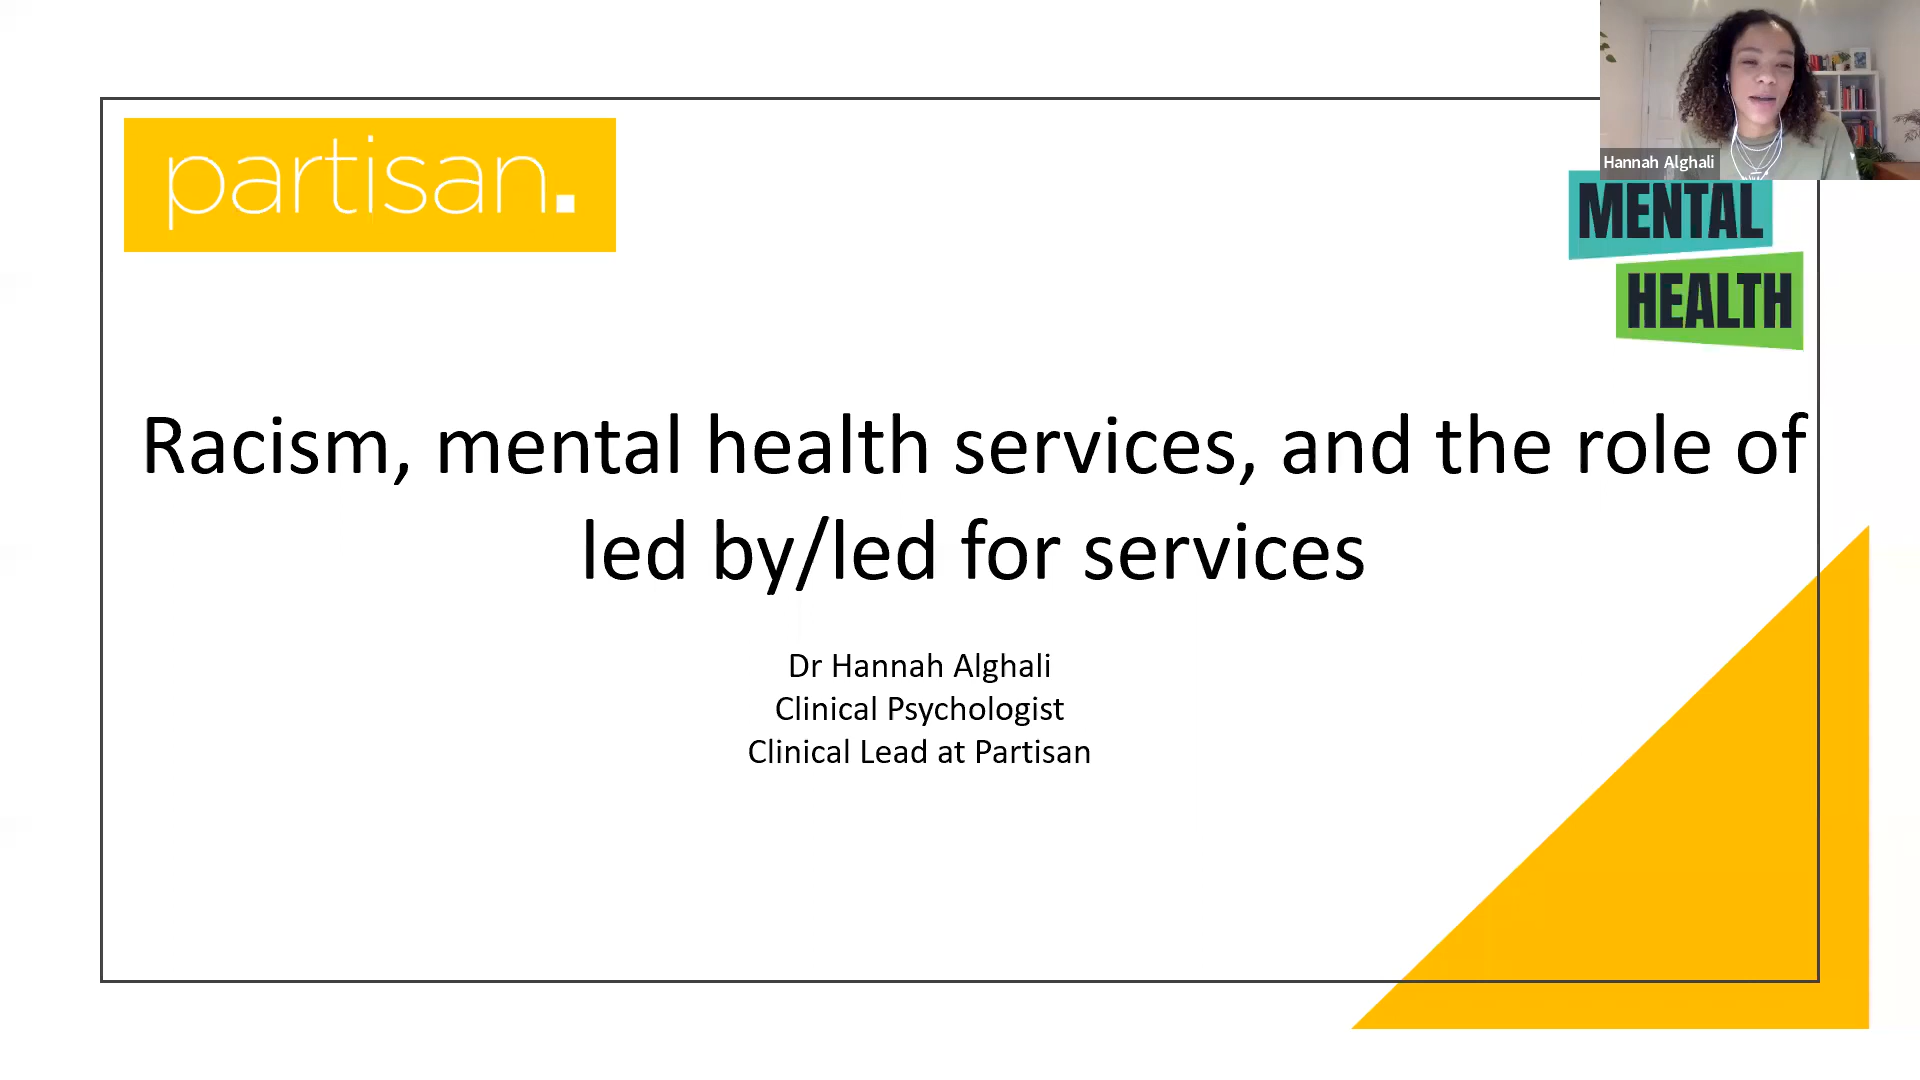 partisan.
Hannah Alghali
MENTAL
HEALTH
Racism, mental health services, and the role of
led by/led for services
Dr Hannah Alghali
Clinical Psychologist
Clinical Lead at Partisan